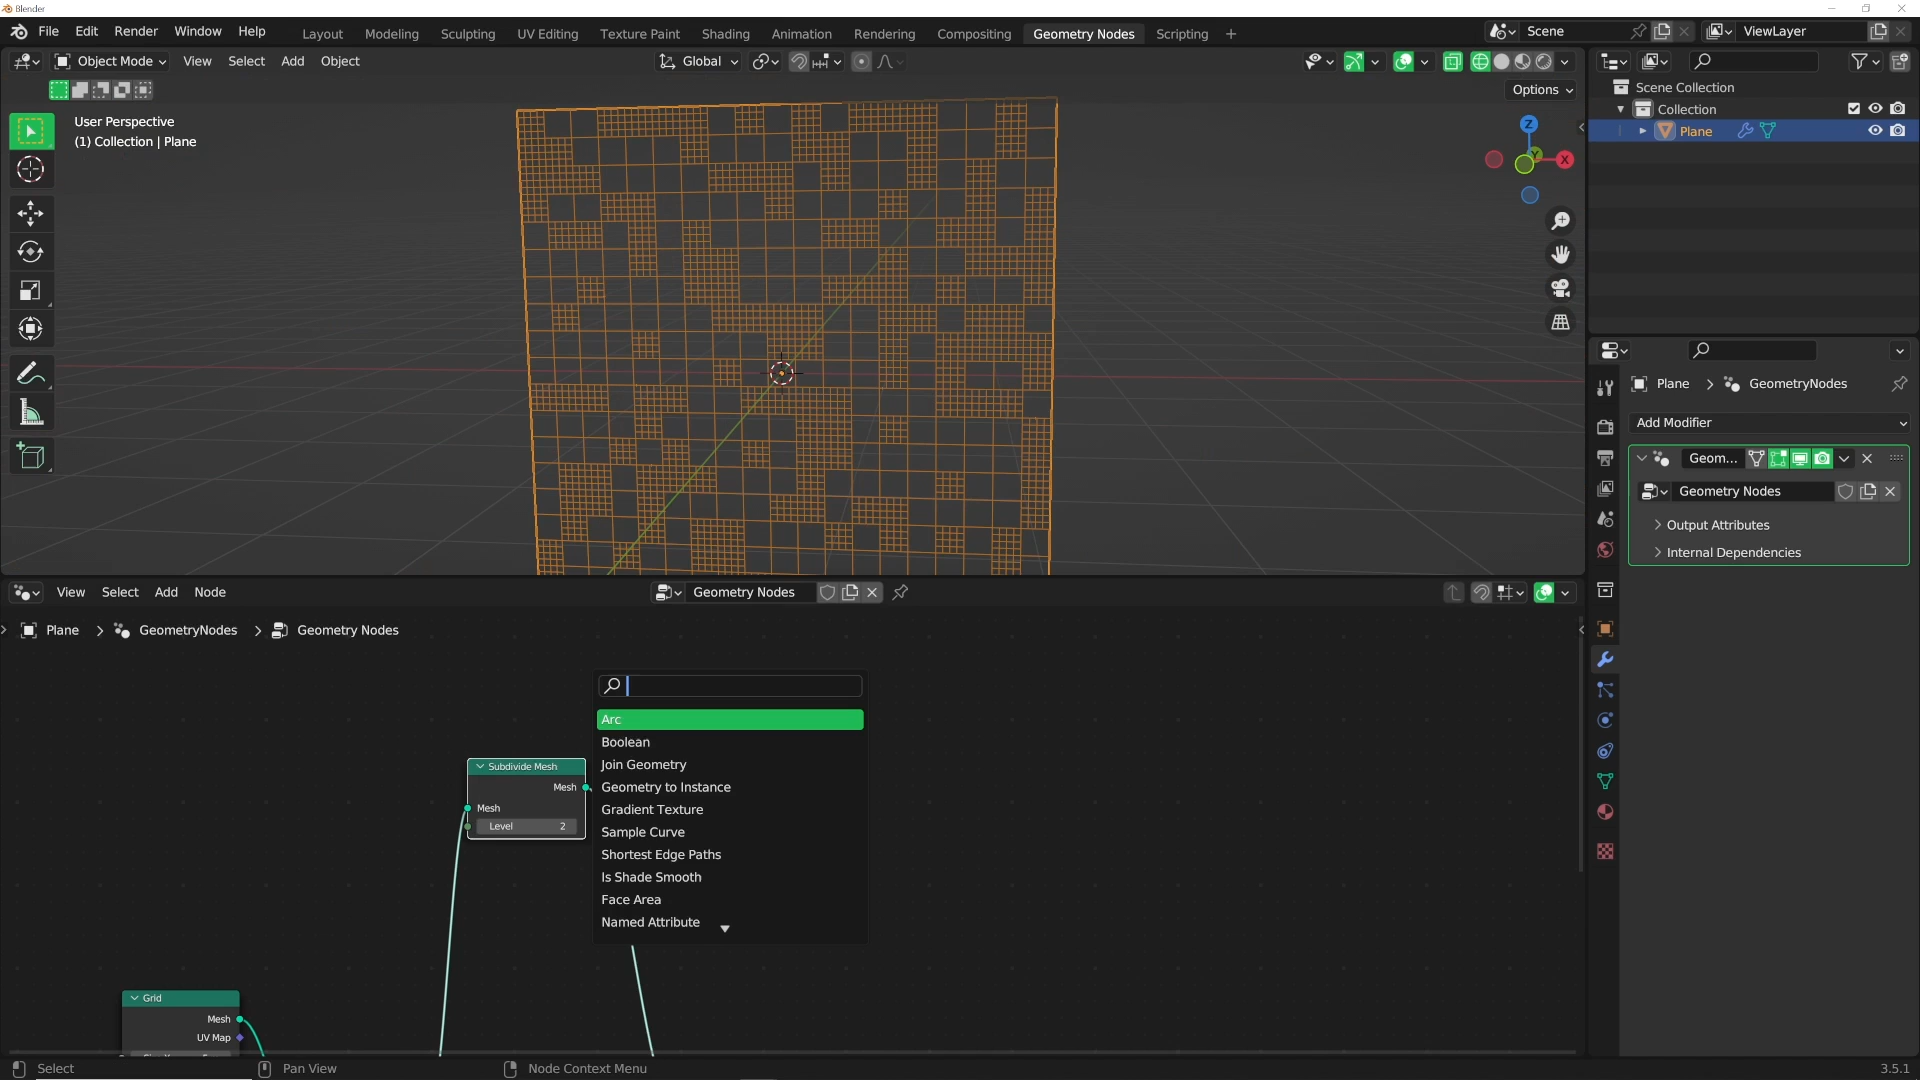 Blender
File Edit Render Window Help
Layout Modeling Sculpting UV Editing Texture Paint Shading Animation Rendering Compositing Geometry Nodes Scripting +
Scene
ViewLayer
Object Mode View Select Add Object
Global
Options
User Perspective
(1) Collection | Plane
Z
Y
X
Scene Collection
Collection
Plane
Plane > GeometryNodes
Add Modifier
Geom...
Geometry Nodes
Output Attributes
Internal Dependencies
View Select Add Node
Geometry Nodes
Plane > GeometryNodes > Geometry Nodes
Arc
Boolean
Join Geometry
Geometry to Instance
Gradient Texture
Sample Curve
Shortest Edge Paths
Is Shade Smooth
Face Area
Named Attribute
Subdivide Mesh
Mesh
Mesh
Level 2
Grid
Mesh
UV Map
Select
Pan View
Node Context Menu
3.5.1